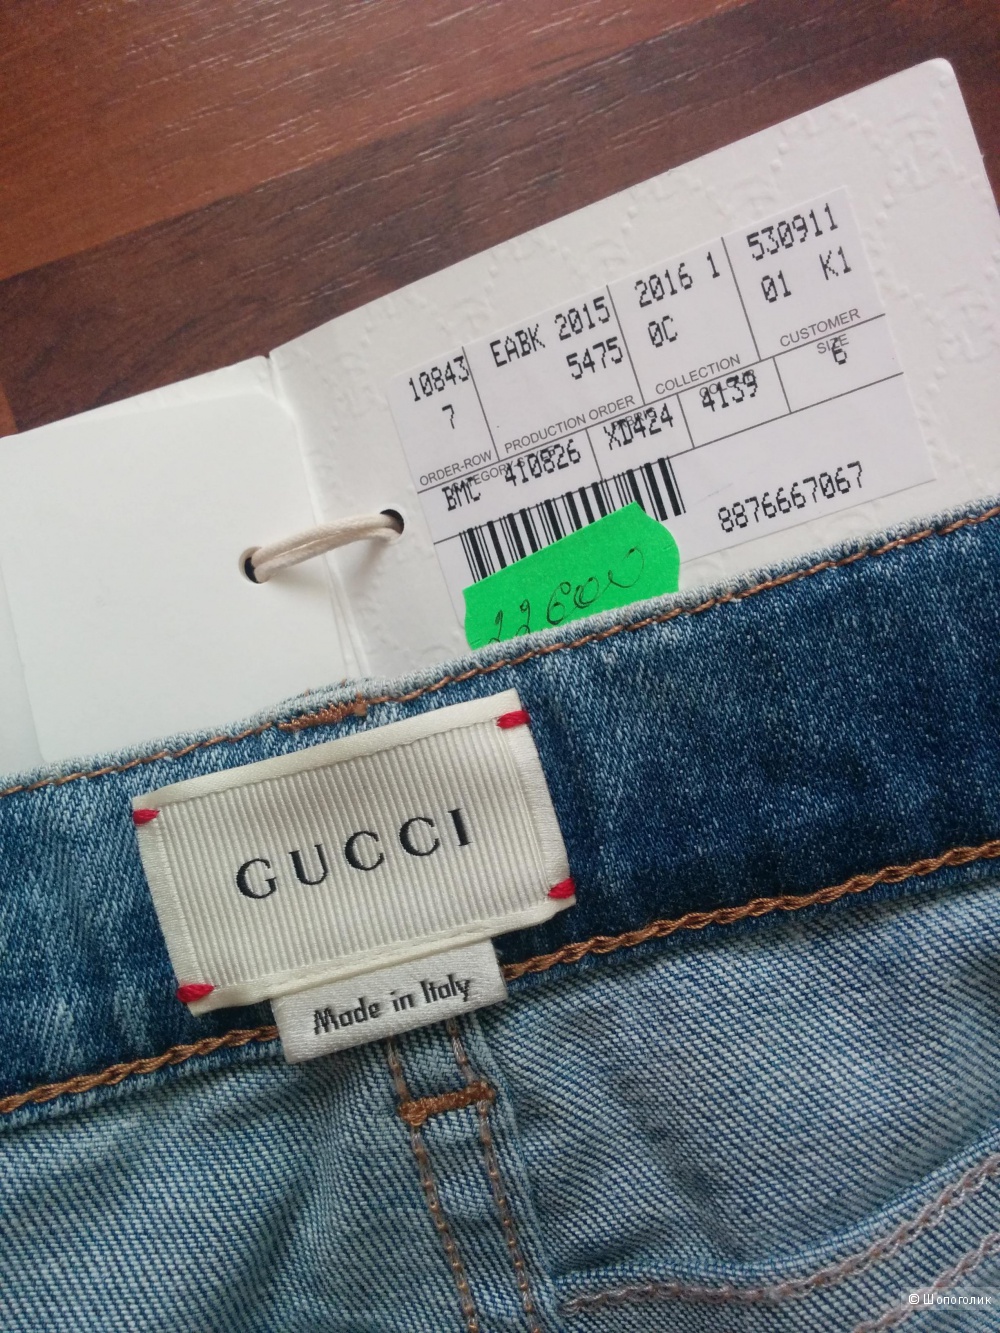 10843
7
ORDER-ROW
EABK 2015
5475
PRODUCTION ORDER
2016 1
0C
COLLECTION
530911
01 K1
CUSTOMER
BMC 410826
XD424
4139
SIZE
6
8876667067
22600
GUCCI
Made in Italy
© Шопоголик